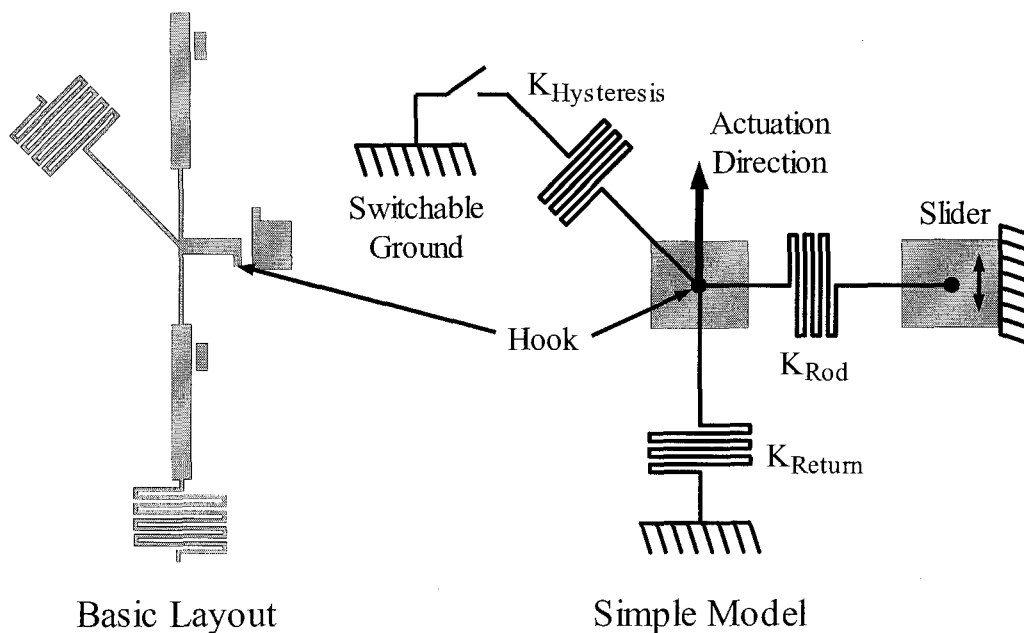 K_Hysteresis
Actuation
Direction
Switchable
Ground
Slider
Hook
K_Rod
K_Return
Basic Layout
Simple Model